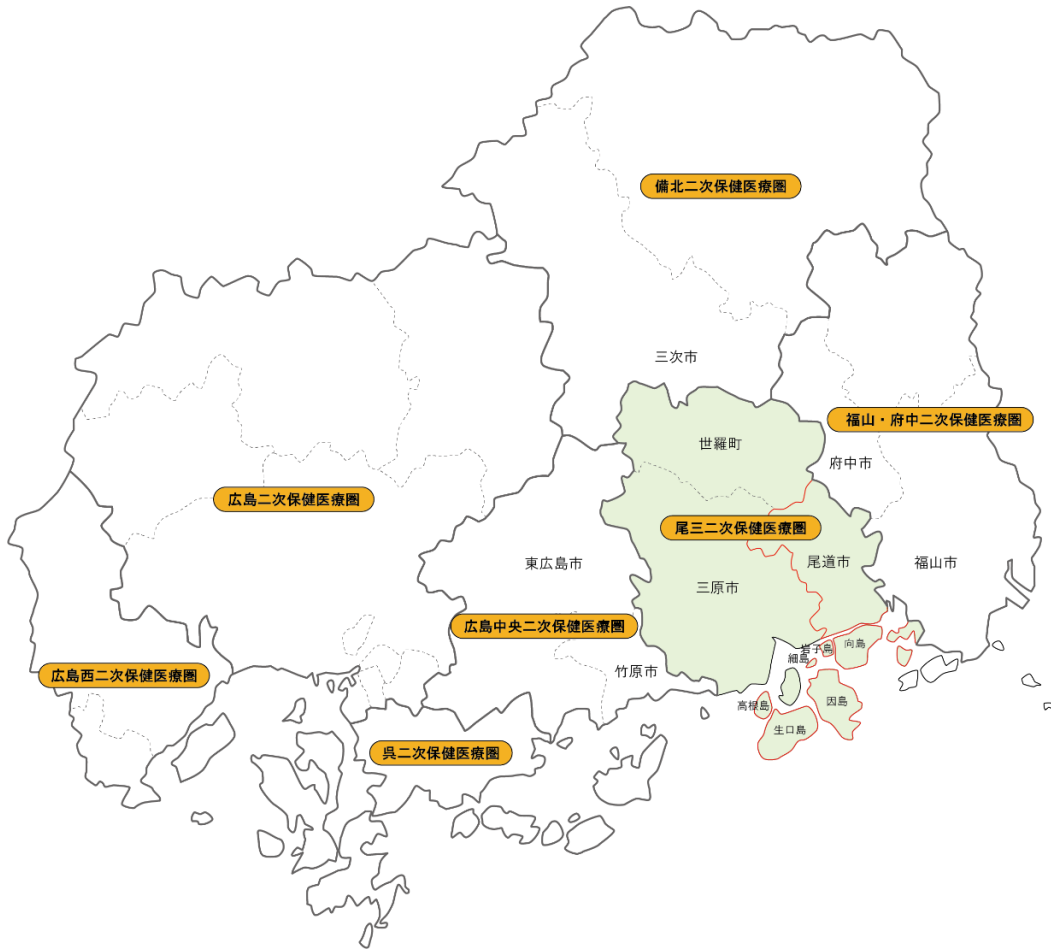 備北二次保健医療圏
三次市
福山・府中二次保健医療圏
世羅町
府中市
広島二次保健医療圏
尾三二次保健医療圏
東広島市
尾道市
福山市
三原市
広島中央二次保健医療圏
向島
岩子島
細島
竹原市
広島西二次保健医療圏
因島
高根島
生口島
呉二次保健医療圏